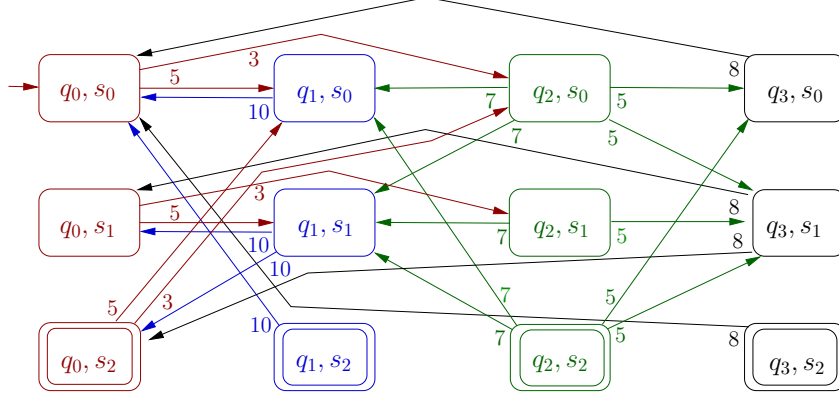 3 8
q₀, s₀ 5 q₁, s₀ q₂, s₀ q₃, s₀
10 7 5
7
3 8
q₀, s₁ 5 q₁, s₁ q₂, s₁ q₃, s₁
10 7 5 8
10
5 3 7 5
10 7 5 8
q₀, s₂ q₁, s₂ q₂, s₂ q₃, s₂